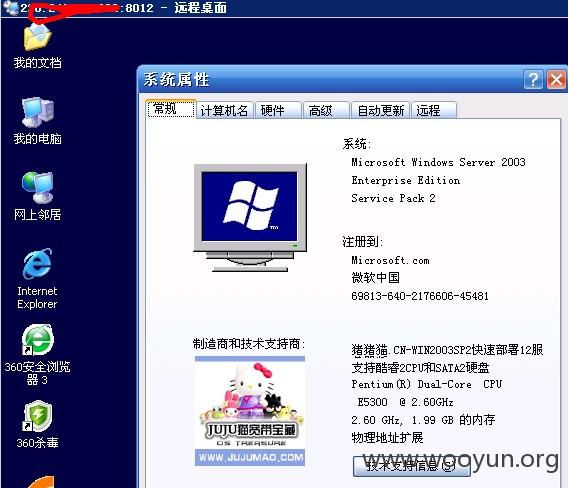 :8012 - 远程桌面
我的文档
我的电脑
网上邻居
Internet
Explorer
360安全浏览
器 3
360杀毒
系统属性
常规 计算机名 硬件 高级 自动更新 远程
系统:
Microsoft Windows Server 2003
Enterprise Edition
Service Pack 2
注册到:
Microsoft.com
微软中国
69813-640-2176606-45481
制造商和技术支持商:
猪猪猫.CN-WIN2003SP2快速部署12服
支持酷睿2CPU和SATA2硬盘
Pentium(R) Dual-Core CPU
E5300 @ 2.60GHz
2.60 GHz, 1.99 GB 的内存
物理地址扩展
JUJU猫宽带宝藏
OS TREASURE
WWW.JUJUMAO.COM
技术支持信息(S)
www.wooyun.org